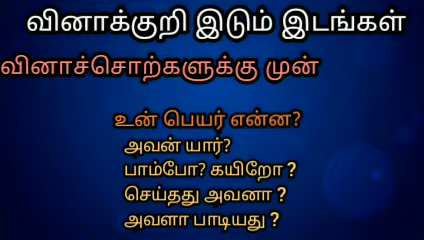 வினாக்குறி இடும் இடங்கள்
வினாச்சொற்களுக்கு முன்
உன் பெயர் என்ன?
அவன் யார்?
பாம்போ? கயிறோ ?
செய்தது அவனா ?
அவளா பாடியது ?